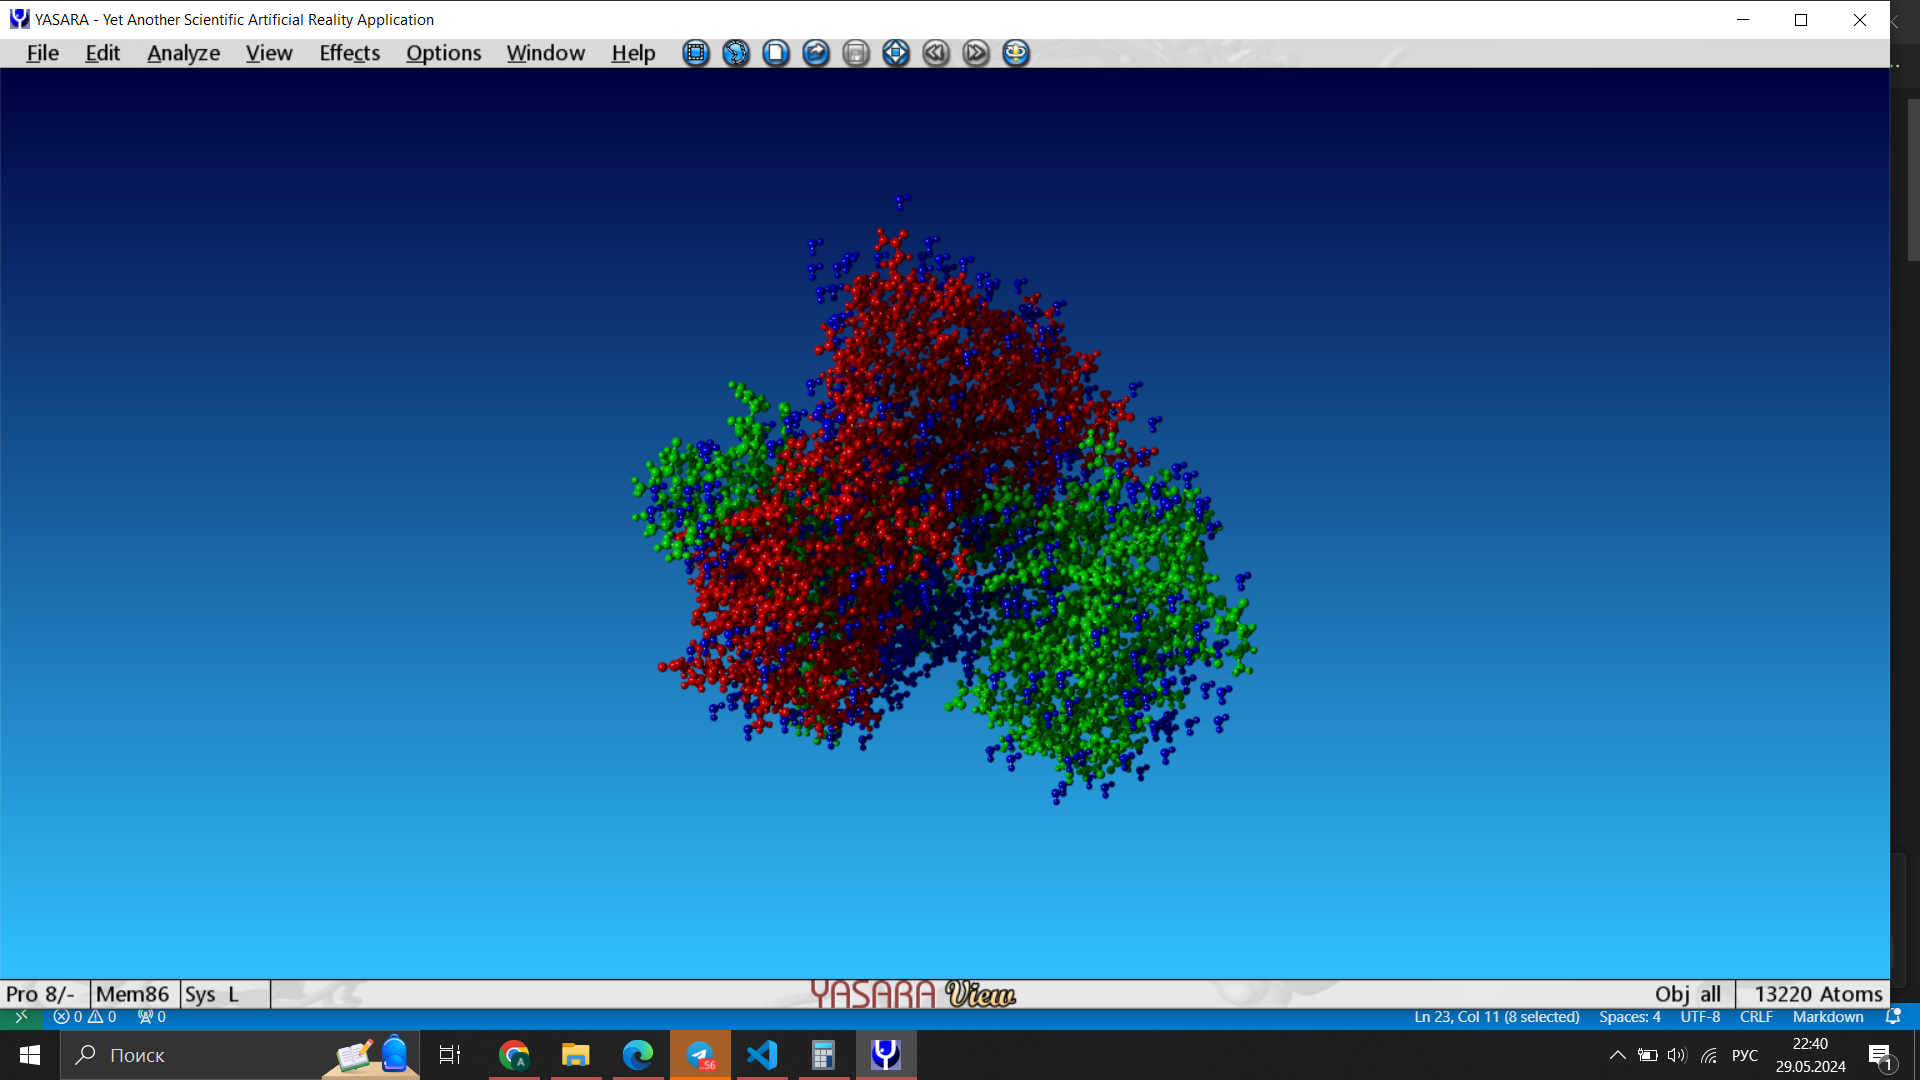 YASARA - Yet Another Scientific Artificial Reality Application
File Edit Analyze View Effects Options Window Help
Pro 8/- Mem86 Sys L YASARA View Obj all 13220 Atoms
0 0 0 Ln 23, Col 11 (8 selected) Spaces: 4 UTF-8 CRLF Markdown
Поиск A 56 РУС 22:40
29.05.2024 1